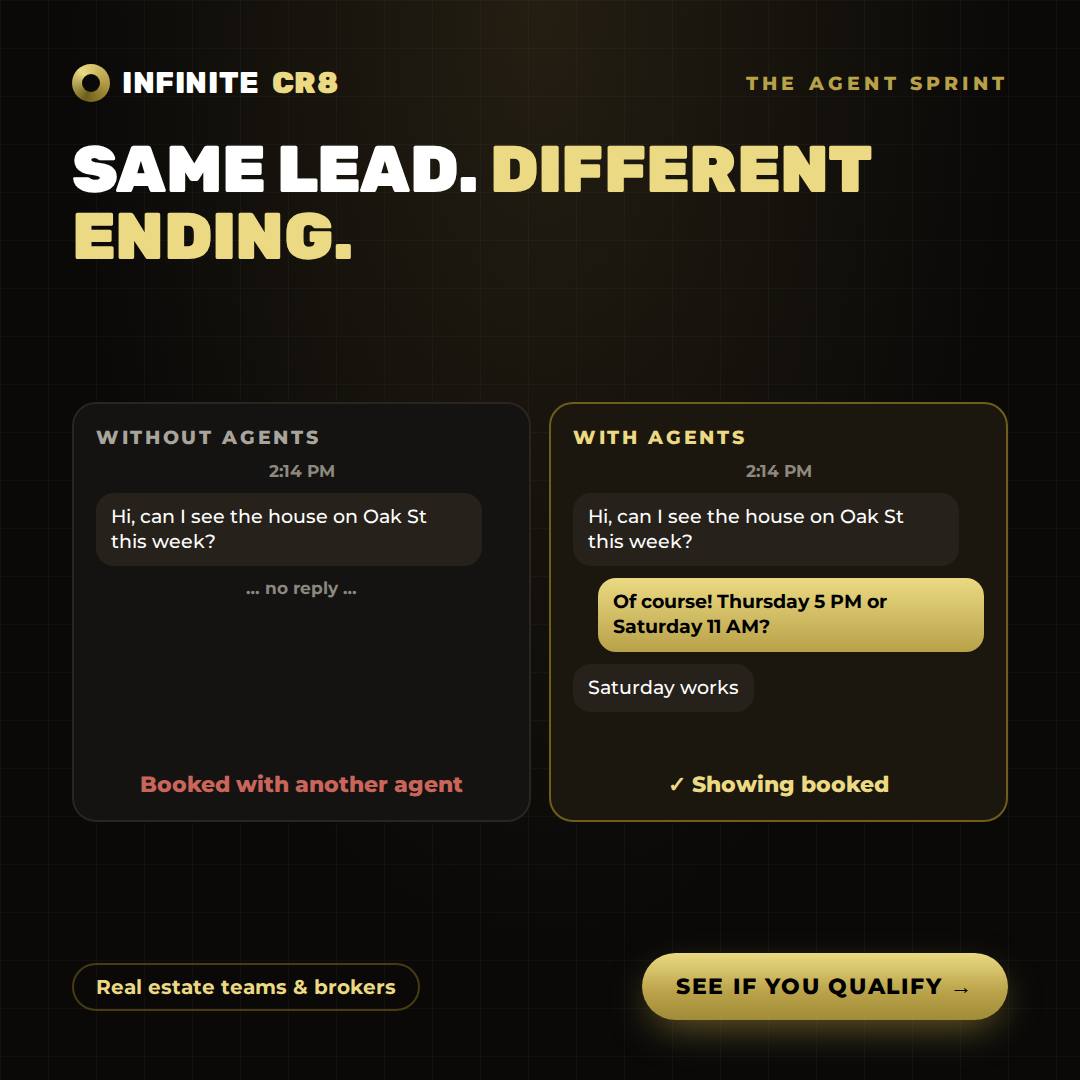 INFINITE CR8
THE AGENT SPRINT
SAME LEAD. DIFFERENT
ENDING.
WITHOUT AGENTS
2:14 PM
Hi, can I see the house on Oak St
this week?
... no reply ...
Booked with another agent
WITH AGENTS
2:14 PM
Hi, can I see the house on Oak St
this week?
Of course! Thursday 5 PM or
Saturday 11 AM?
Saturday works
✓ Showing booked
Real estate teams & brokers
SEE IF YOU QUALIFY →